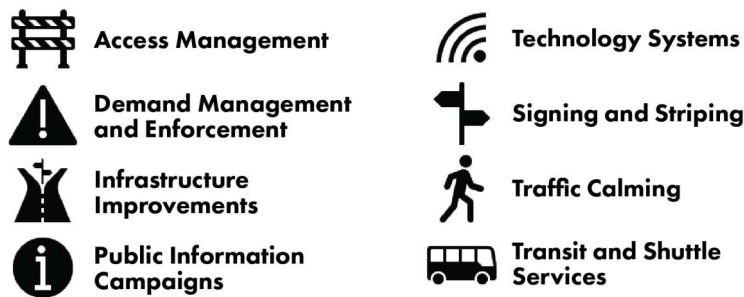 Access Management
Demand Management
and Enforcement
Infrastructure
Improvements
Public Information
Campaigns
Technology Systems
Signing and Striping
Traffic Calming
Transit and Shuttle
Services